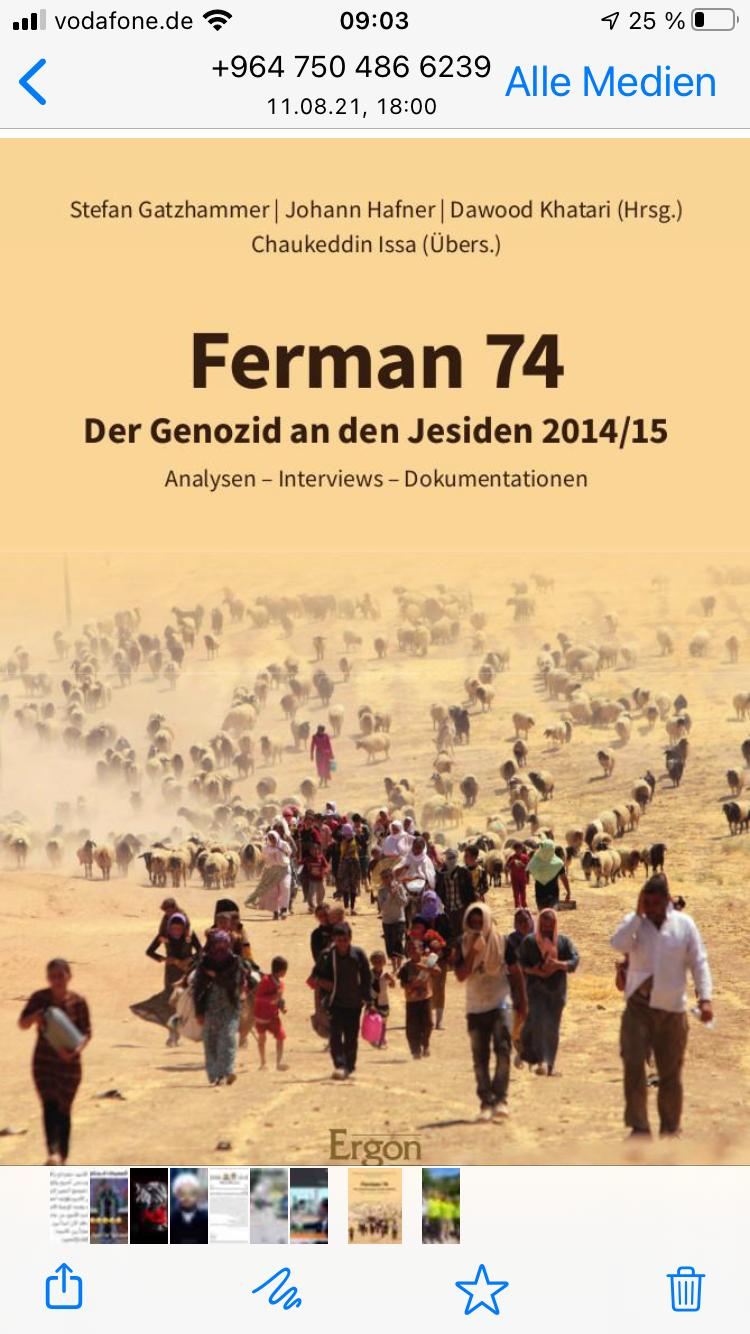 vodafone.de 09:03 25 %
+964 750 486 6239
11.08.21, 18:00
Alle Medien
Stefan Gatzhammer | Johann Hafner | Dawood Khatari (Hrsg.)
Chaukeddin Issa (Übers.)
Ferman 74
Der Genozid an den Jesiden 2014/15
Analysen – Interviews – Dokumentationen
Ergon